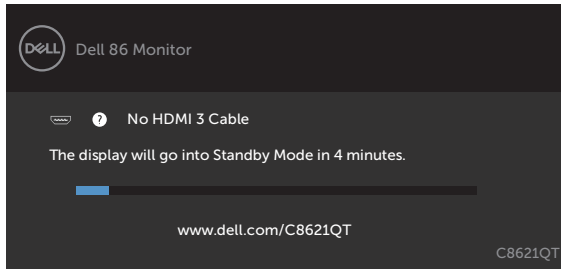 DELL
Dell 86 Monitor
? No HDMI 3 Cable
The display will go into Standby Mode in 4 minutes.
www.dell.com/C8621QT
C8621QT